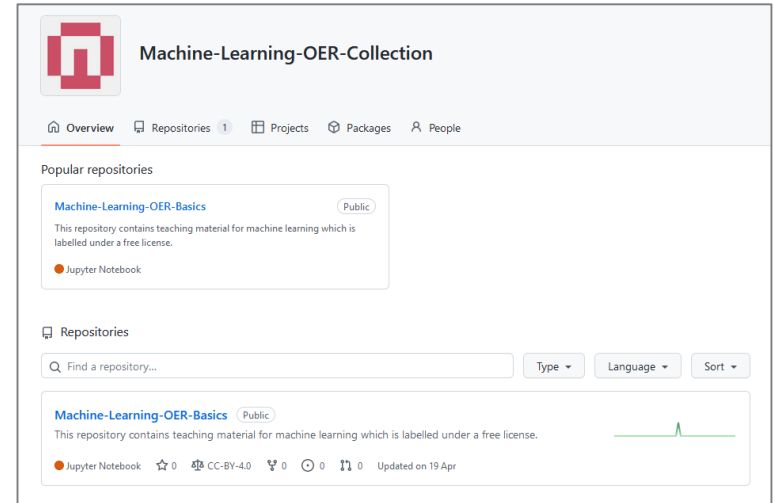 Machine-Learning-OER-Collection
Overview Repositories 1 Projects Packages People
Popular repositories
Machine-Learning-OER-Basics Public
This repository contains teaching material for machine learning which is
labelled under a free license.
Jupyter Notebook
Repositories
Find a repository... Type Language Sort
Machine-Learning-OER-Basics Public
This repository contains teaching material for machine learning which is labelled under a free license.
Jupyter Notebook 0 CC-BY-4.0 0 0 0 Updated on 19 Apr